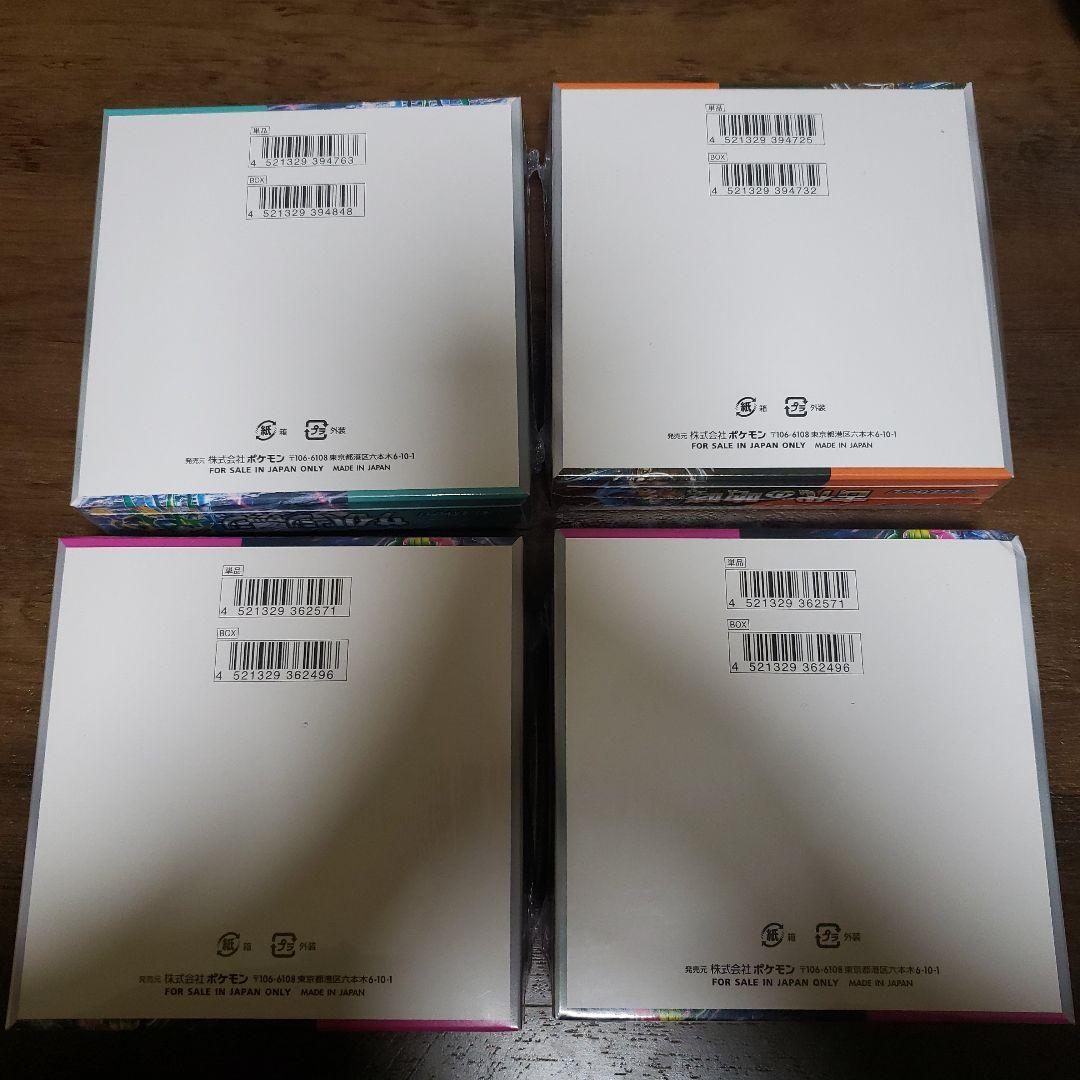 単品
4 521329 394763
BOX
4 521329 394848
紙 箱 プラ 外装
発売元 株式会社 ポケモン 〒106-6108 東京都港区六本木6-10-1
FOR SALE IN JAPAN ONLY MADE IN JAPAN
単品
4 521329 394725
BOX
4 521329 394732
紙 箱 プラ 外装
発売元 株式会社 ポケモン 〒106-6108 東京都港区六本木6-10-1
FOR SALE IN JAPAN ONLY MADE IN JAPAN
古代の咆哮
単品
4 521329 362571
BOX
4 521329 362496
紙 箱 プラ 外装
発売元 株式会社 ポケモン 〒106-6108 東京都港区六本木6-10-1
FOR SALE IN JAPAN ONLY MADE IN JAPAN
単品
4 521329 362571
BOX
4 521329 362496
紙 箱 プラ 外装
発売元 株式会社 ポケモン 〒106-6108 東京都港区六本木6-10-1
FOR SALE IN JAPAN ONLY MADE IN JAPAN